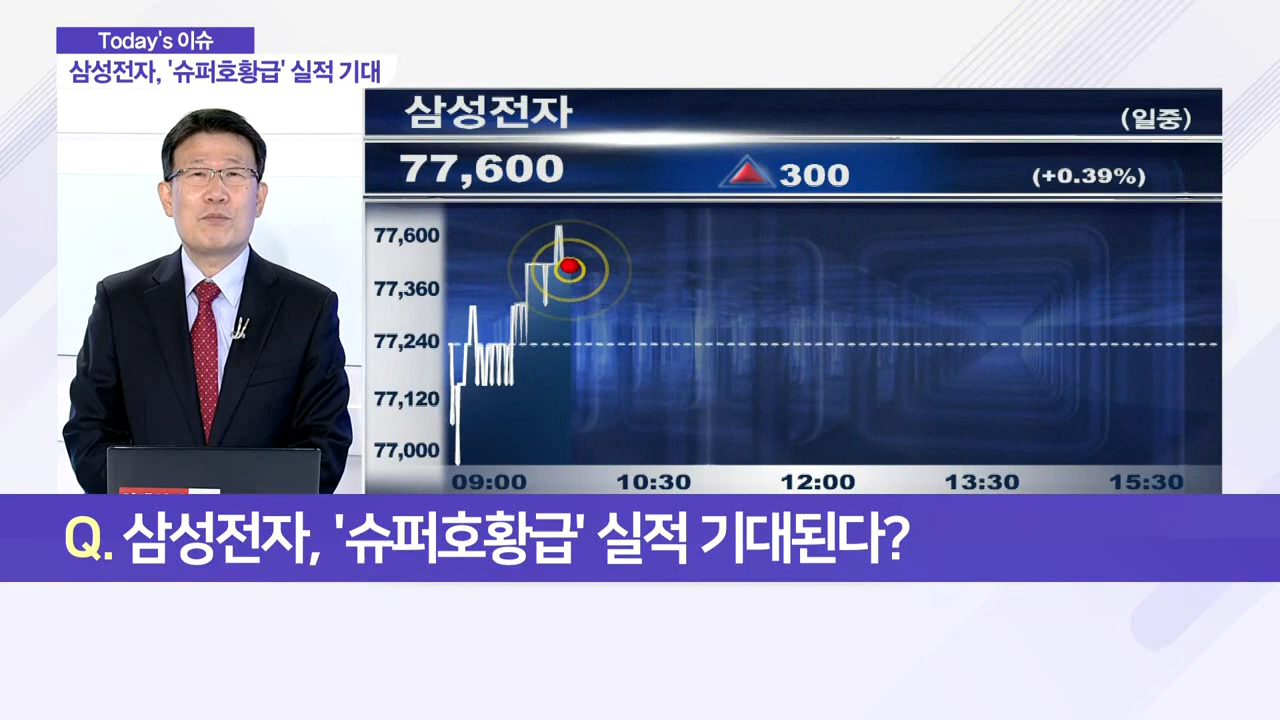 Today's 이슈
삼성전자, '슈퍼호황급' 실적 기대
삼성전자
(일중)
77,600
300
(+0.39%)
77,600
77,360
77,240
77,120
77,000
09:00
10:30
12:00
13:30
15:30
Q. 삼성전자, '슈퍼호황급' 실적 기대된다?